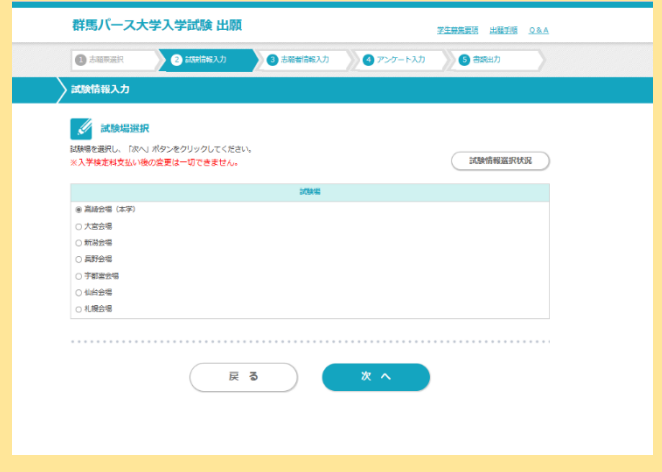 群馬パース大学入学試験 出願
学生募集要項 出願手順 Q&A
1 志願票選択
2 試験情報入力
3 志願者情報入力
4 アンケート入力
5 書類出力
試験情報入力
試験場選択
試験場を選択し、「次へ」ボタンをクリックしてください。
※入学検定料支払い後の変更は一切できません。
試験情報選択状況
試験場
高崎会場（本学）
大宮会場
新潟会場
長野会場
宇都宮会場
仙台会場
札幌会場
戻 る
次 へ